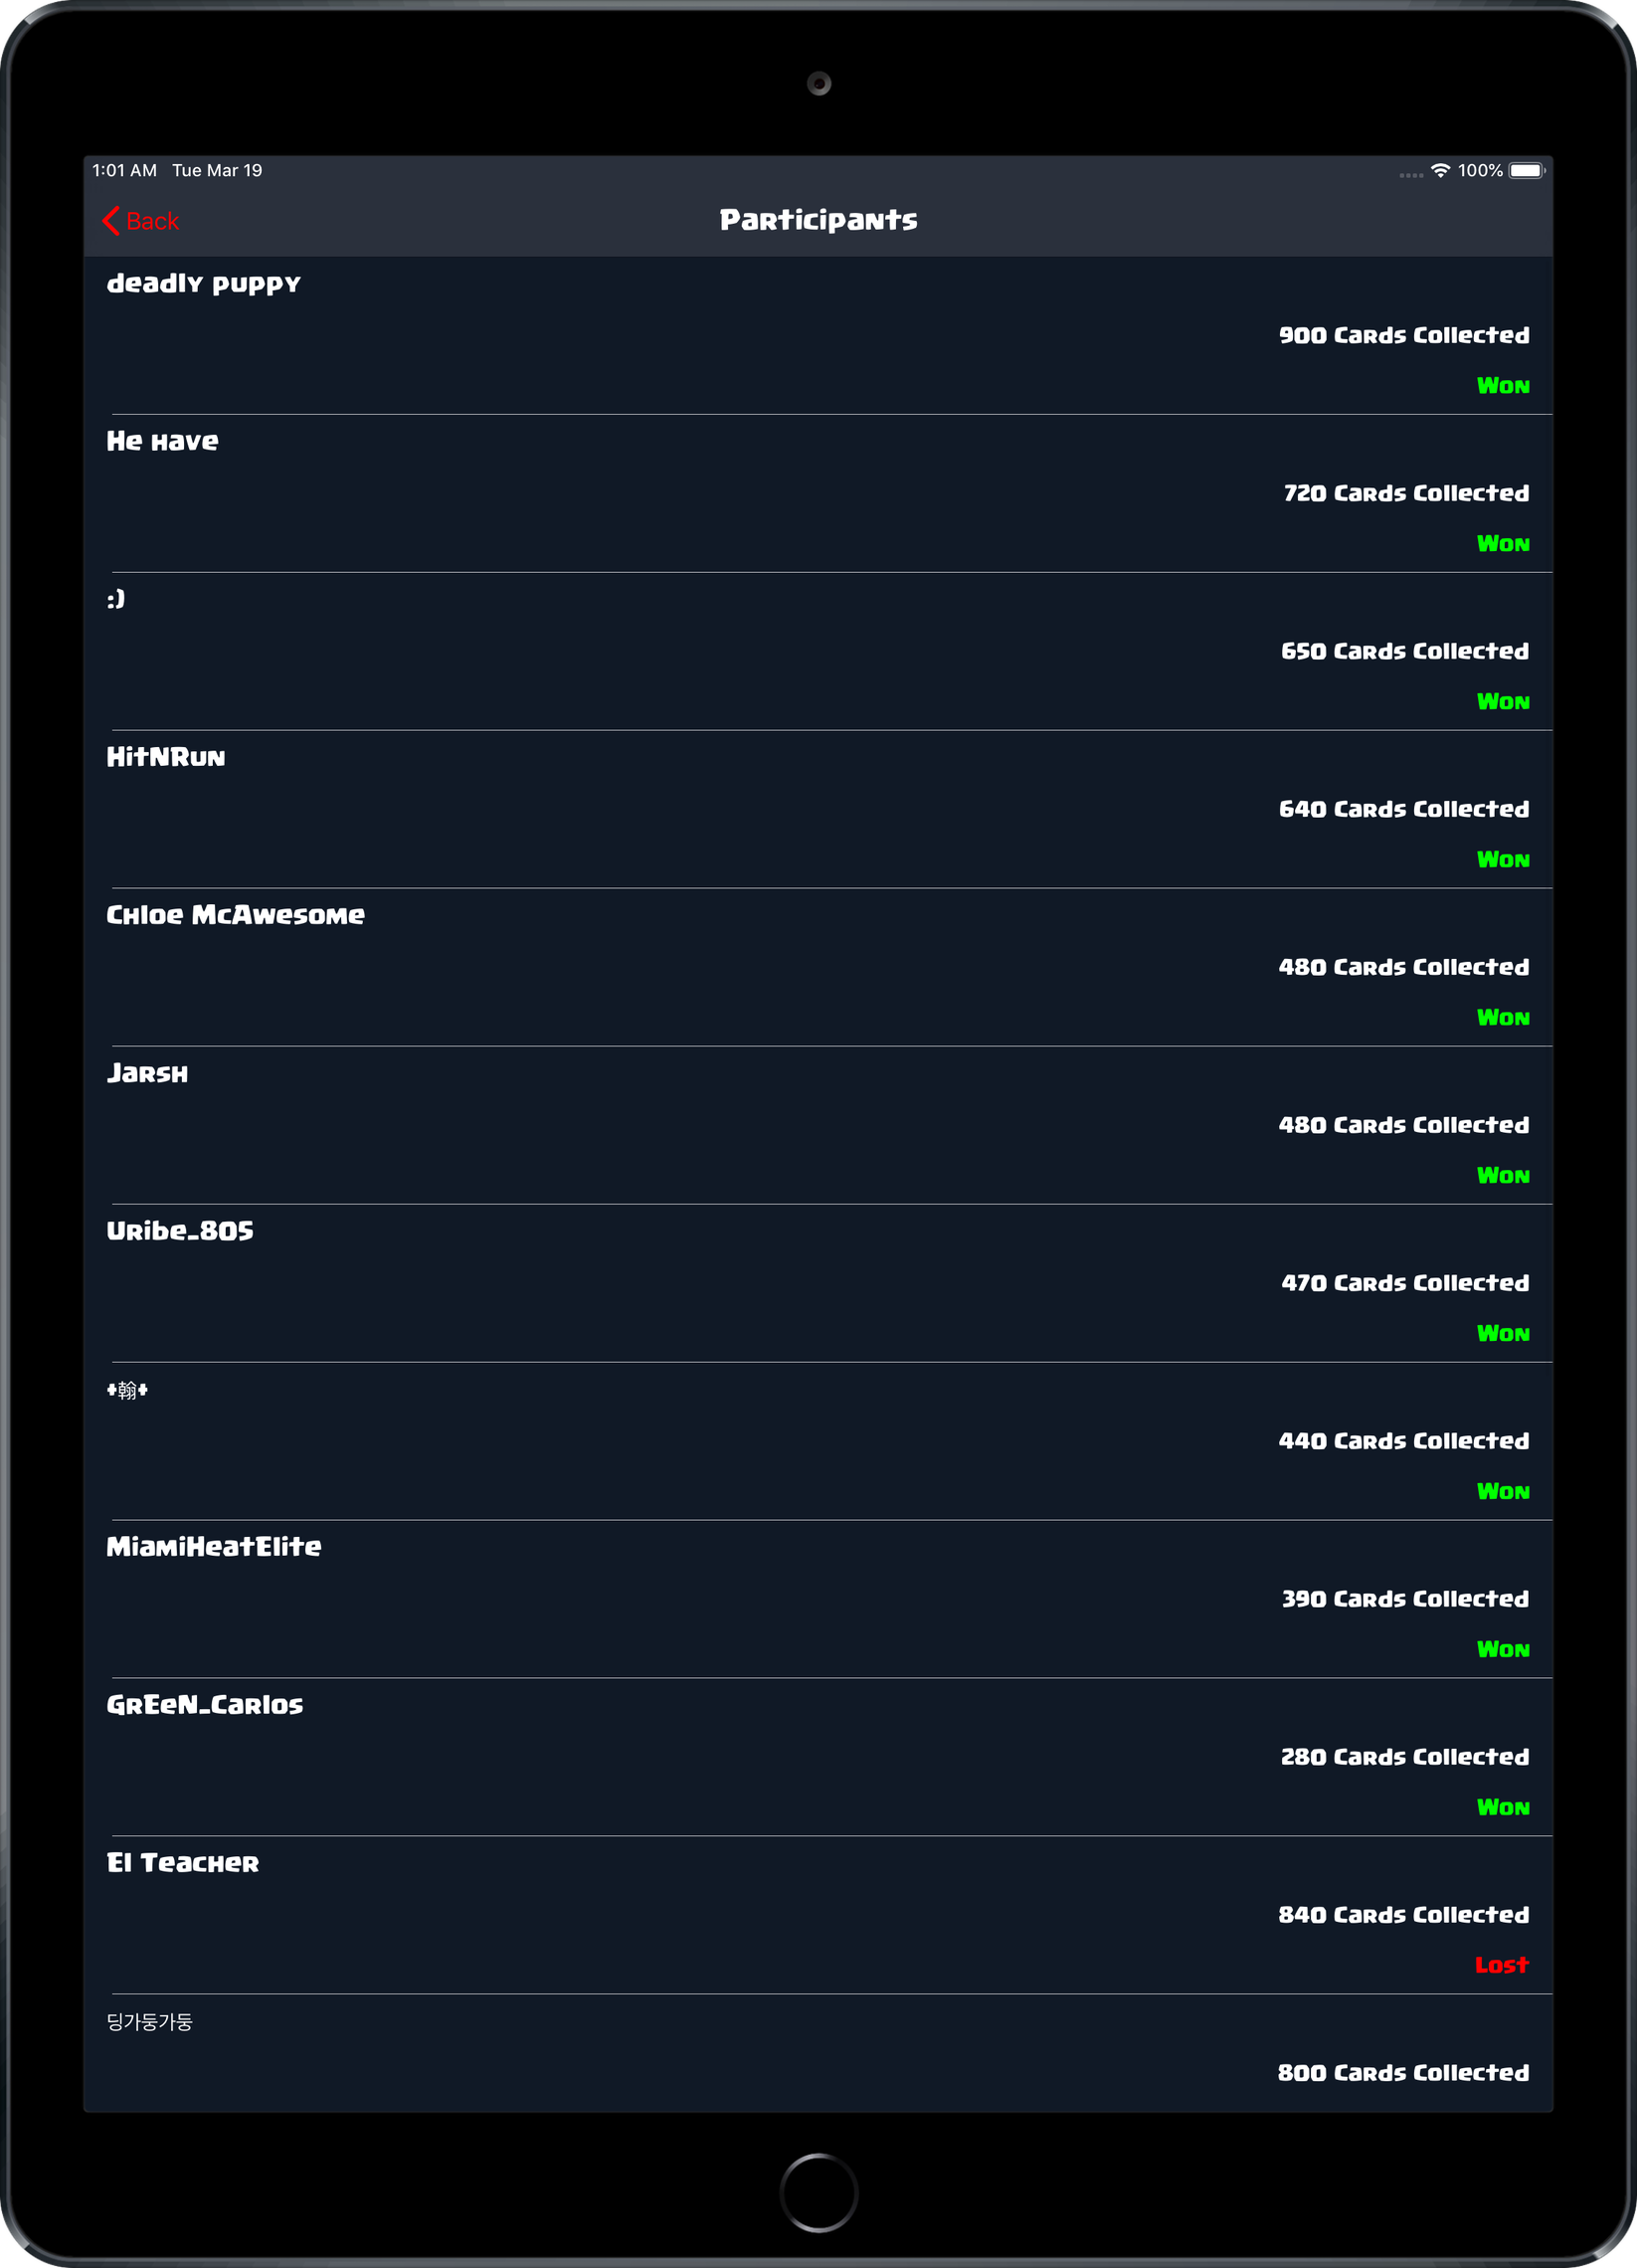 1:01 AM Tue Mar 19 100%
Back Participants
deadly puppy
900 Cards Collected
Won
He have
720 Cards Collected
Won
:)
650 Cards Collected
Won
HitNRun
640 Cards Collected
Won
Chloe McAwesome
480 Cards Collected
Won
Jarsh
480 Cards Collected
Won
Uribe_805
470 Cards Collected
Won
+翰+
440 Cards Collected
Won
MiamiHeatElite
390 Cards Collected
Won
GrEeN_Carlos
280 Cards Collected
Won
El Teacher
840 Cards Collected
Lost
딩가둥가둥
800 Cards Collected